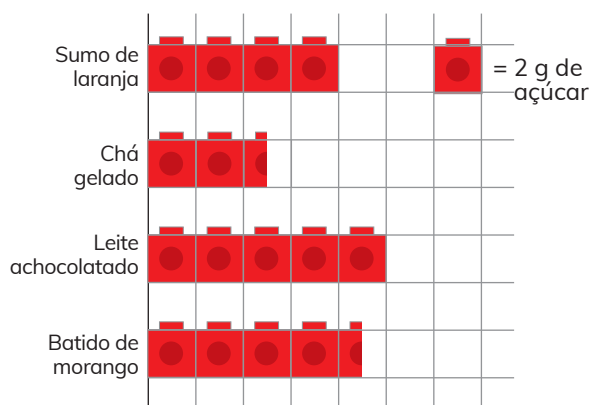 Sumo de
laranja
= 2 g de
açúcar
Chá
gelado
Leite
achocolatado
Batido de
morango